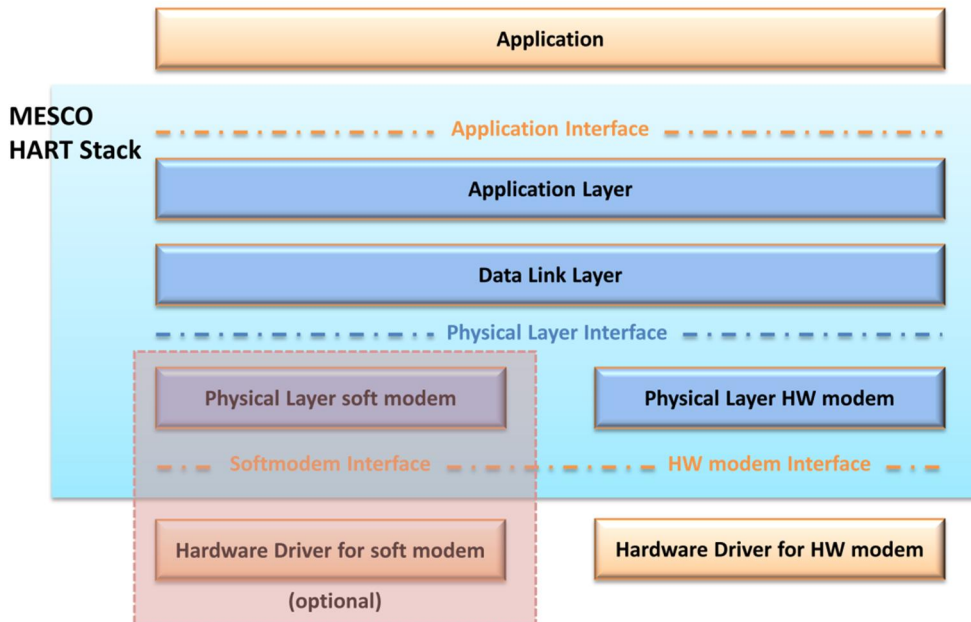 Application
MESCO
HART Stack
Application Interface
Application Layer
Data Link Layer
Physical Layer Interface
Physical Layer soft modem
Physical Layer HW modem
Softmodem Interface
HW modem Interface
Hardware Driver for soft modem
Hardware Driver for HW modem
(optional)